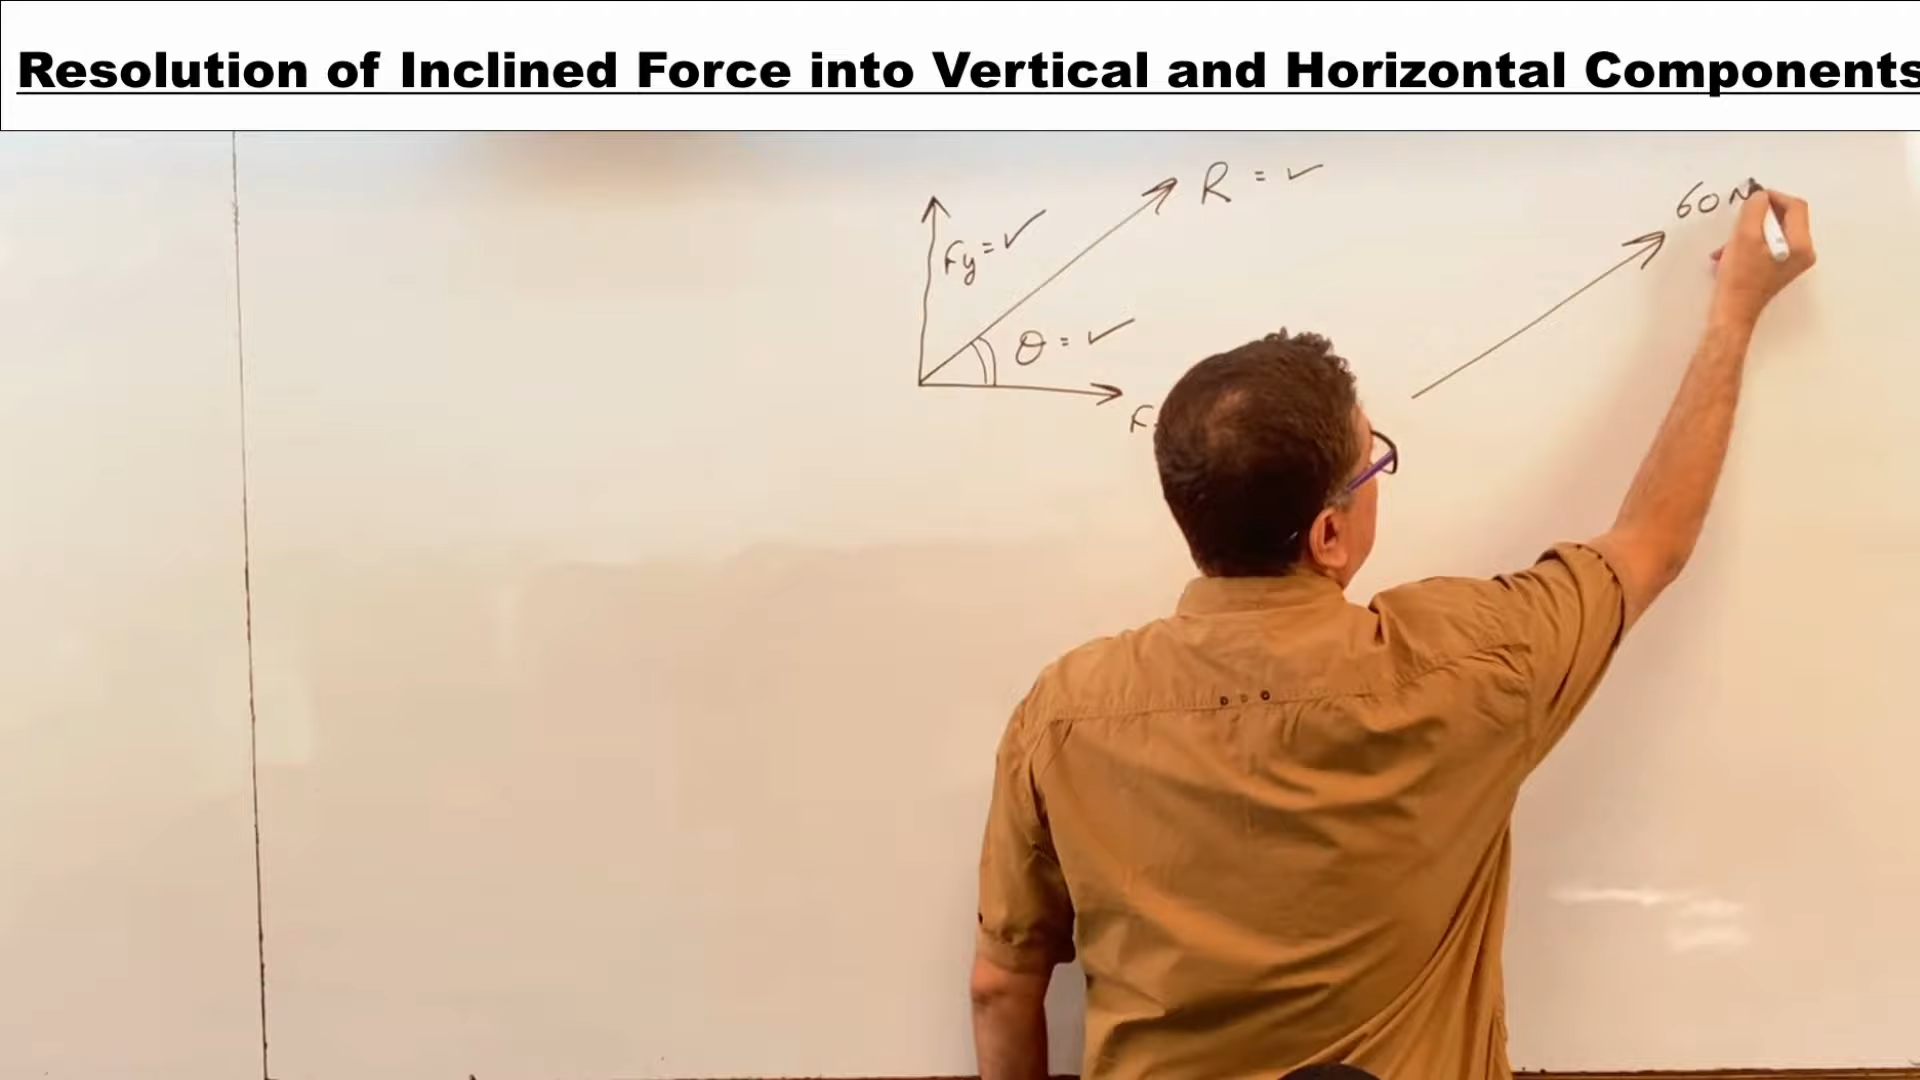 Resolution of Inclined Force into Vertical and Horizontal Components
R = ✓
60 N
Fy = ✓
θ = ✓
F